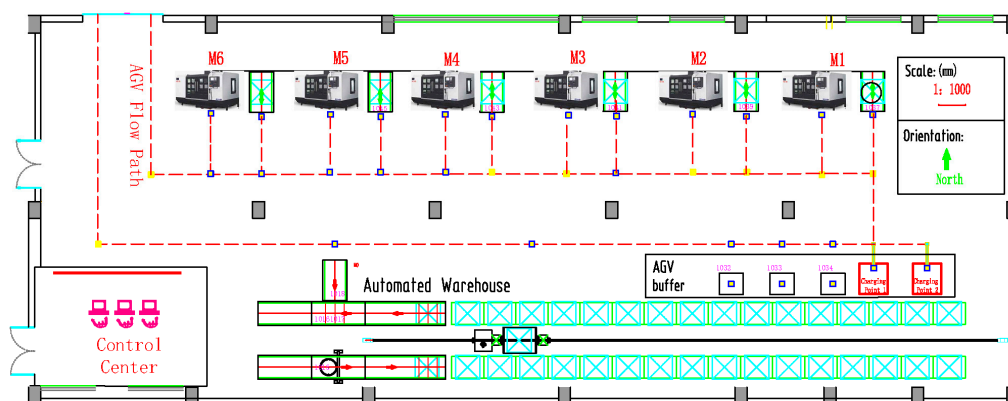 M6
M5
M4
M3
M2
M1
AGV Flow Path
Scale: (mm)
1: 1000
Orientation:
North
AGV
buffer
1032
1033
1034
Charging
Point 1
Charging
Point 2
Automated Warehouse
1018
Control
Center